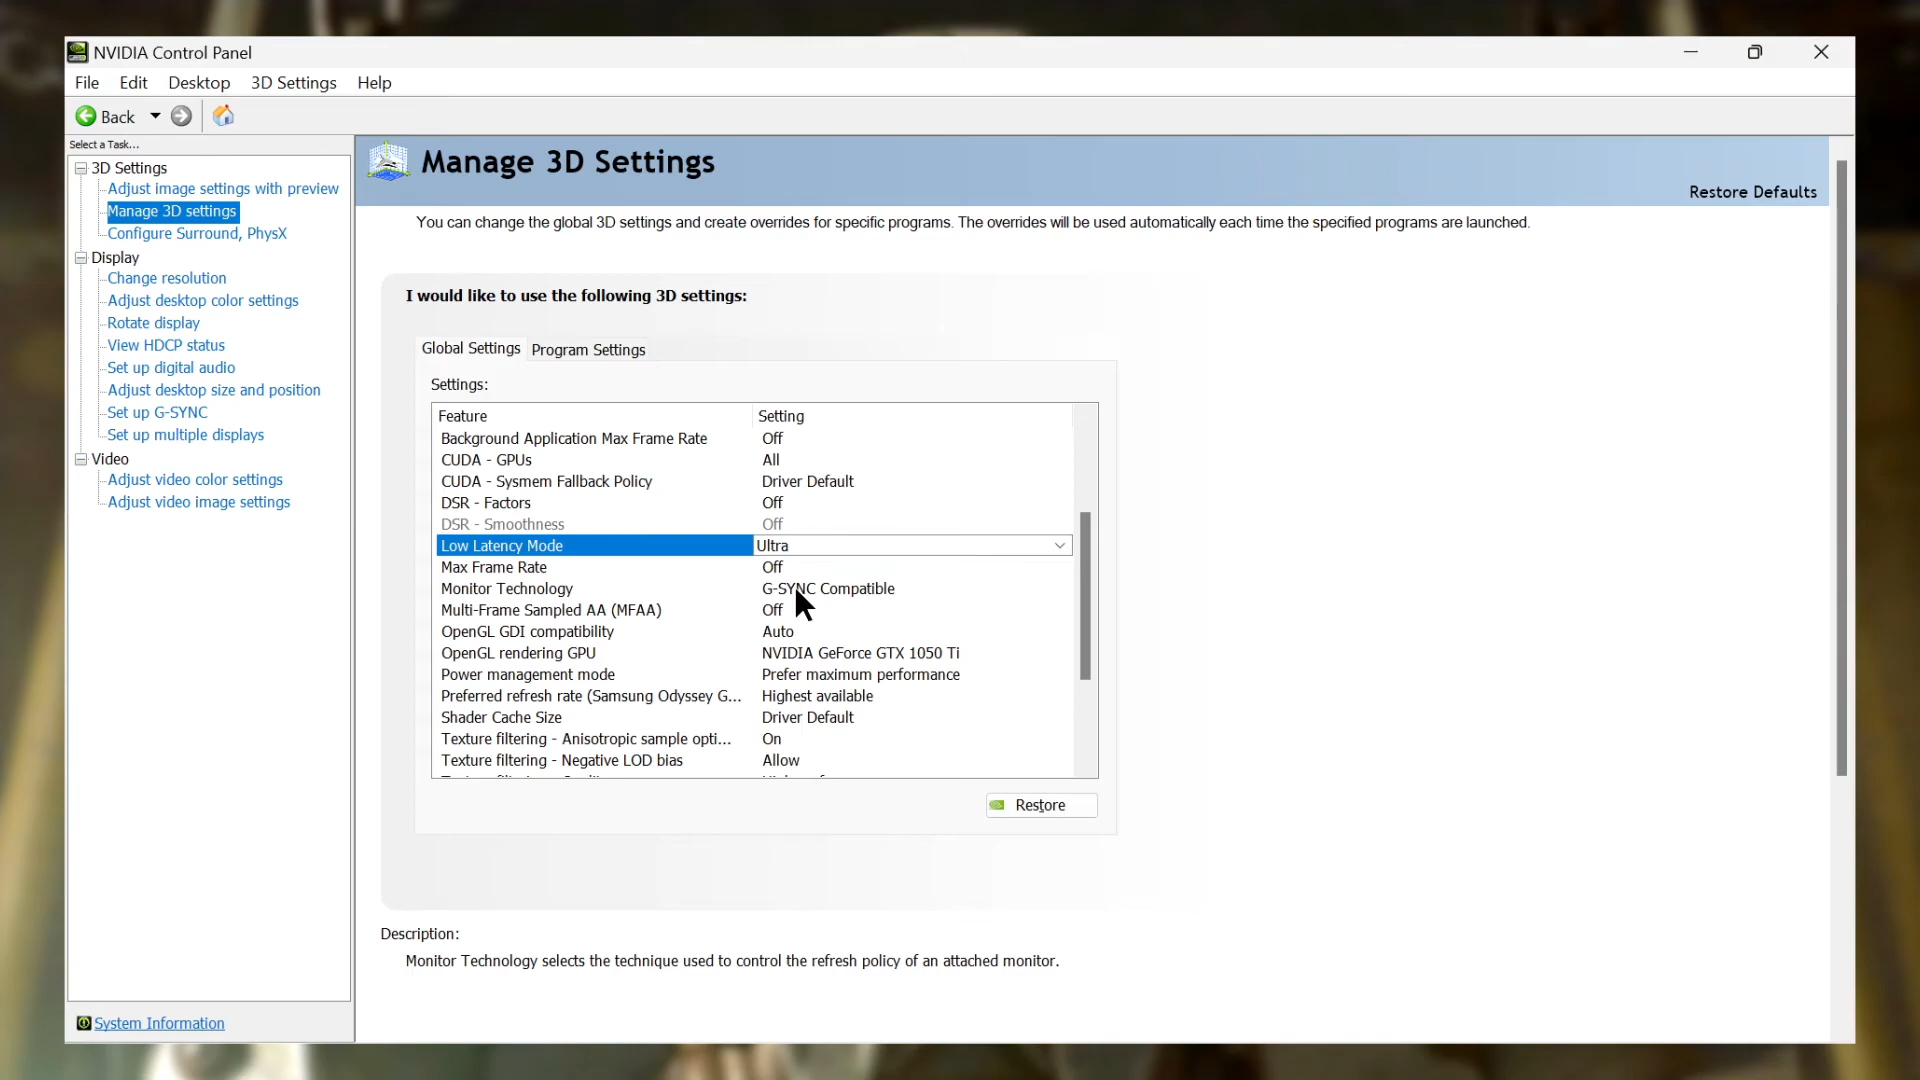 NVIDIA Control Panel
File Edit Desktop 3D Settings Help
Back
Select a Task...
3D Settings
Adjust image settings with preview
Manage 3D settings
Configure Surround, PhysX
Display
Change resolution
Adjust desktop color settings
Rotate display
View HDCP status
Set up digital audio
Adjust desktop size and position
Set up G-SYNC
Set up multiple displays
Video
Adjust video color settings
Adjust video image settings
System Information
Manage 3D Settings
Restore Defaults
You can change the global 3D settings and create overrides for specific programs. The overrides will be used automatically each time the specified programs are launched.
I would like to use the following 3D settings:
Global Settings Program Settings
Settings:
Feature Setting
Background Application Max Frame Rate Off
CUDA - GPUs All
CUDA - Sysmem Fallback Policy Driver Default
DSR - Factors Off
DSR - Smoothness Off
Low Latency Mode Ultra
Max Frame Rate Off
Monitor Technology G-SYNC Compatible
Multi-Frame Sampled AA (MFAA) Off
OpenGL GDI compatibility Auto
OpenGL rendering GPU NVIDIA GeForce GTX 1050 Ti
Power management mode Prefer maximum performance
Preferred refresh rate (Samsung Odyssey G... Highest available
Shader Cache Size Driver Default
Texture filtering - Anisotropic sample opti... On
Texture filtering - Negative LOD bias Allow
Restore
Description:
Monitor Technology selects the technique used to control the refresh policy of an attached monitor.